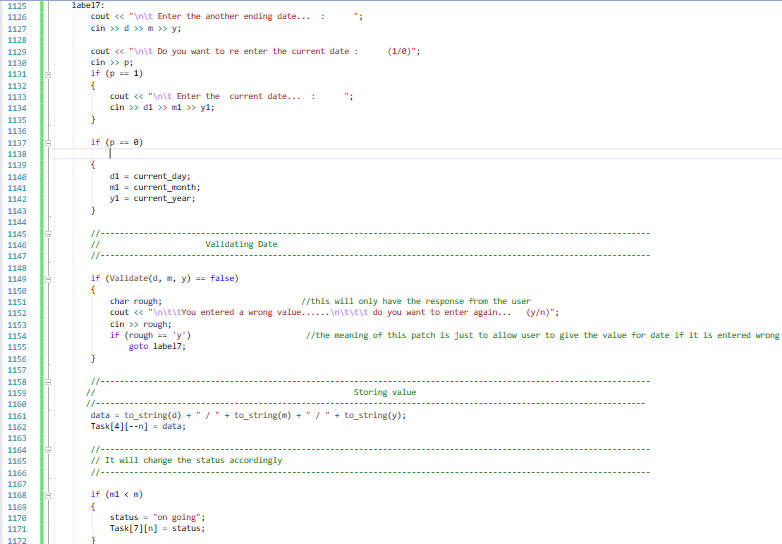 1125 label7:
1126 cout << "\n\t Enter the another ending date... : ";
1127 cin >> d >> m >> y;
1128
1129 cout << "\n\t Do you want to re enter the current date : (1/0)";
1130 cin >> p;
1131 if (p == 1)
1132 {
1133 cout << "\n\t Enter the current date... : ";
1134 cin >> d1 >> m1 >> y1;
1135 }
1136
1137 if (p == 0)
1138
1139 {
1140 d1 = current_day;
1141 m1 = current_month;
1142 y1 = current_year;
1143 }
1144
1145 //--------------------------------------------------------------------------------------------------------------------
1146 // Validating Date
1147 //--------------------------------------------------------------------------------------------------------------------
1148
1149 if (Validate(d, m, y) == false)
1150 {
1151 char rough; //this will only have the response from the user
1152 cout << "\n\t\tYou entered a wrong value......\n\t\t\t do you want to enter again... (y/n)";
1153 cin >> rough;
1154 if (rough == 'y') //the meaning of this patch is just to allow user to give the value for date if it is entered wrong
1155 goto label7;
1156 }
1157
1158 //--------------------------------------------------------------------------------------------------------------------
1159 // Storing value
1160 //--------------------------------------------------------------------------------------------------------------------
1161 data = to_string(d) + " / " + to_string(m) + " / " + to_string(y);
1162 Task[4][--n] = data;
1163
1164 //--------------------------------------------------------------------------------------------------------------------
1165 // It will change the status accordingly
1166 //--------------------------------------------------------------------------------------------------------------------
1167
1168 if (m1 < m)
1169 {
1170 status = "on going";
1171 Task[7][n] = status;
1172 }